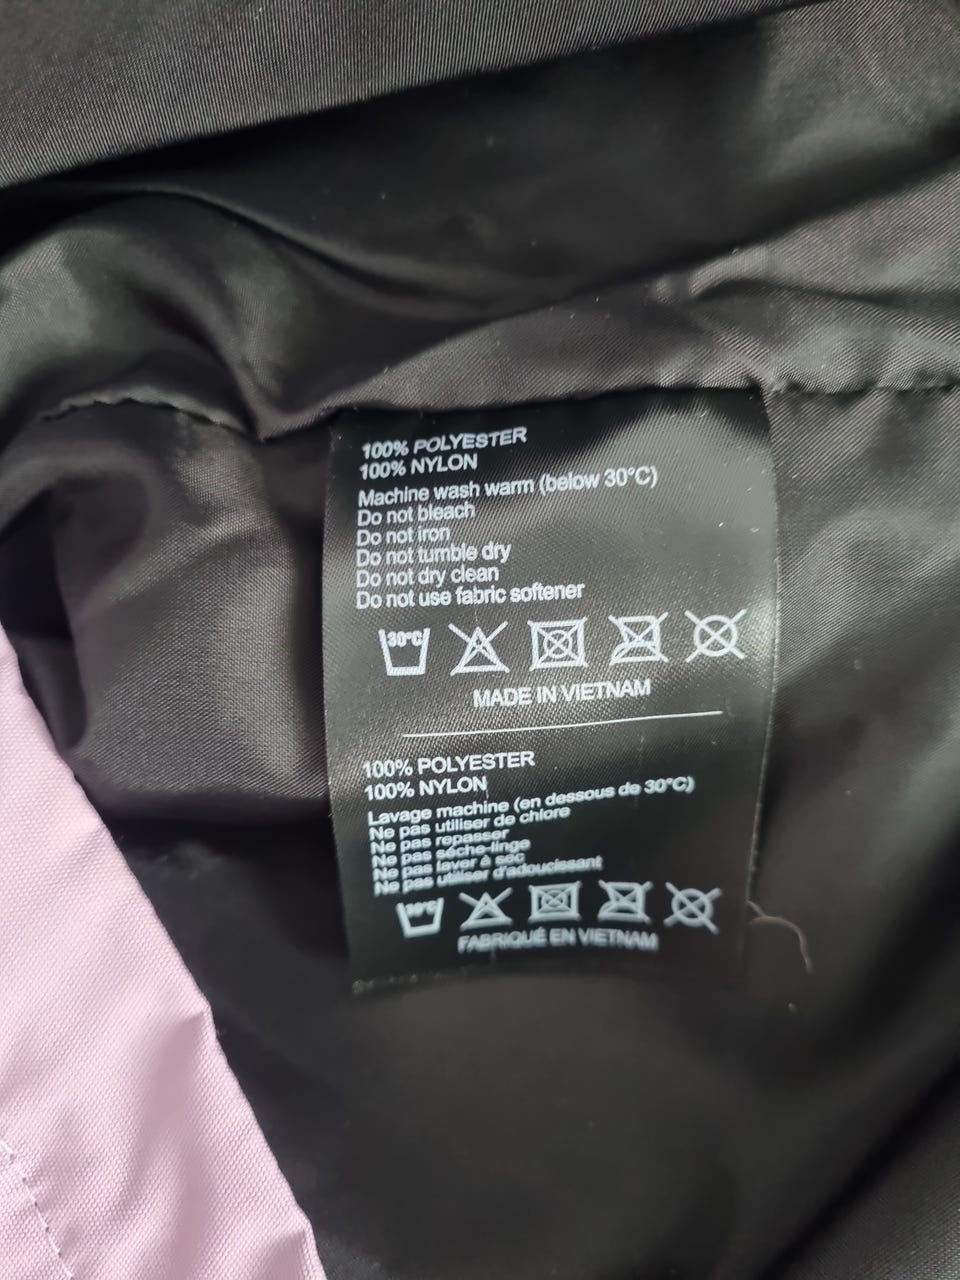 100% POLYESTER
100% NYLON
Machine wash warm (below 30°C)
Do not bleach
Do not iron
Do not tumble dry
Do not dry clean
Do not use fabric softener
30°C
MADE IN VIETNAM
100% POLYESTER
100% NYLON
Lavage machine (en dessous de 30°C)
Ne pas utiliser de chlore
Ne pas repasser
Ne pas séche-linge
Ne pas laver à sec
Ne pas utiliser d'adoucissant
30°C
FABRIQUÉ EN VIETNAM